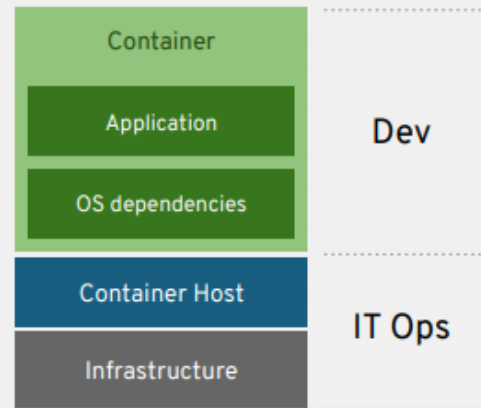 Container
Application
Dev
OS dependencies
Container Host
IT Ops
Infrastructure